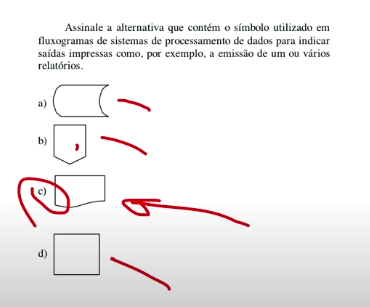 Assinale a alternativa que contém o símbolo utilizado em
fluxogramas de sistemas de processamento de dados para indicar
saídas impressas como, por exemplo, a emissão de um ou vários
relatórios.
a)
b)
c)
d)